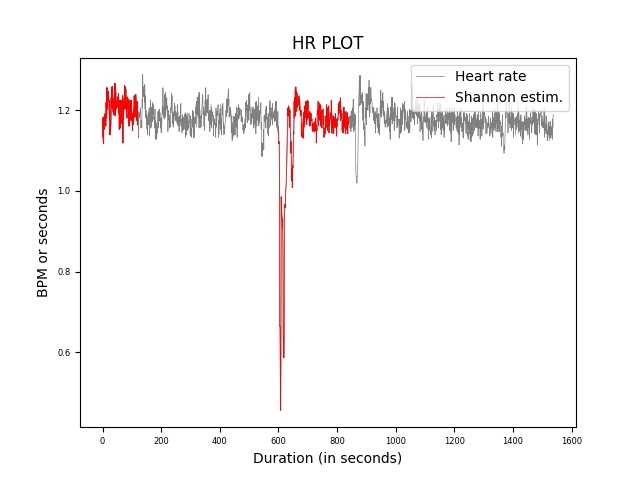 HR PLOT
Heart rate
Shannon estim.
BPM or seconds
1.2
1.0
0.8
0.6
0 200 400 600 800 1000 1200 1400 1600
Duration (in seconds)